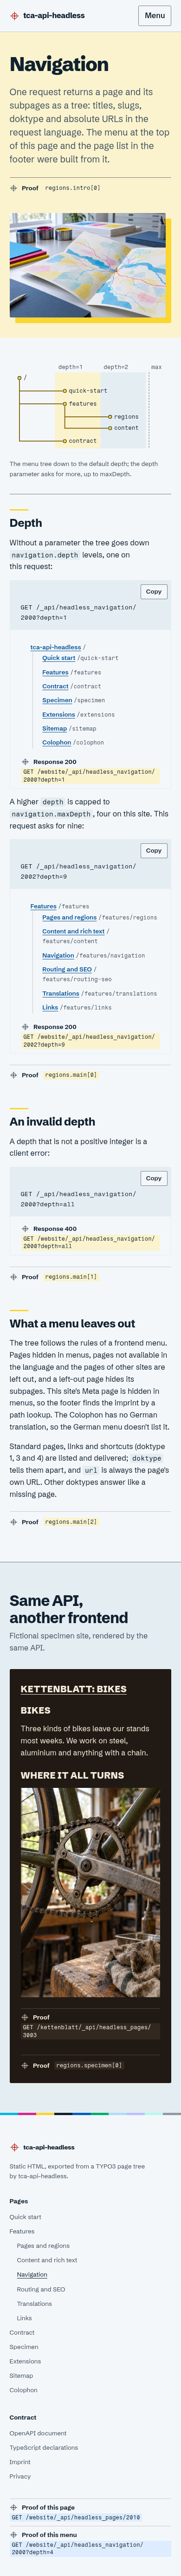 tca-api-headless
Menu
Navigation
One request returns a page and its
subpages as a tree: titles, slugs,
doktype and absolute URLs in the
request language. The menu at the top
of this page and the page list in the
footer were built from it.
Proof regions.intro[0]
depth=1 depth=2 max
/
quick-start
features
regions
content
contract
The menu tree down to the default depth; the depth
parameter asks for more, up to maxDepth.
Depth
Without a parameter the tree goes down
navigation.depth levels, one on
this request:
Copy
GET /_api/headless_navigation/
2000?depth=1
tca-api-headless /
Quick start /quick-start
Features /features
Contract /contract
Specimen /specimen
Extensions /extensions
Sitemap /sitemap
Colophon /colophon
Response 200
GET /website/_api/headless_navigation/
2000?depth=1
A higher depth is capped to
navigation.maxDepth, four on this site. This
request asks for nine:
Copy
GET /_api/headless_navigation/
2002?depth=9
Features /features
Pages and regions /features/regions
Content and rich text /
features/content
Navigation /features/navigation
Routing and SEO /
features/routing-seo
Translations /features/translations
Links /features/links
Response 200
GET /website/_api/headless_navigation/
2002?depth=9
Proof regions.main[0]
An invalid depth
A depth that is not a positive integer is a
client error:
Copy
GET /_api/headless_navigation/
2000?depth=all
Response 400
GET /website/_api/headless_navigation/
2000?depth=all
Proof regions.main[1]
What a menu leaves out
The tree follows the rules of a frontend menu.
Pages hidden in menus, pages not available in
the language and the pages of other sites are
left out, and a left-out page hides its
subpages. This site's Meta page is hidden in
menus, so the footer finds the imprint by a
path lookup. The Colophon has no German
translation, so the German menu doesn't list it.
Standard pages, links and shortcuts (doktype
1, 3 and 4) are listed and delivered; doktype
tells them apart, and url is always the page's
own URL. Other doktypes answer like a
missing page.
Proof regions.main[2]
Same API,
another frontend
Fictional specimen site, rendered by the
same API.
KETTENBLATT: BIKES
BIKES
Three kinds of bikes leave our stands
most weeks. We work on steel,
aluminium and anything with a chain.
WHERE IT ALL TURNS
Proof
GET /kettenblatt/_api/headless_pages/
3003
Proof regions.specimen[0]
tca-api-headless
Static HTML, exported from a TYPO3 page tree
by tca-api-headless.
Pages
Quick start
Features
Pages and regions
Content and rich text
Navigation
Routing and SEO
Translations
Links
Contract
Specimen
Extensions
Sitemap
Colophon
Contract
OpenAPI document
TypeScript declarations
Imprint
Privacy
Proof of this page
GET /website/_api/headless_pages/2010
Proof of this menu
GET /website/_api/headless_navigation/
2000?depth=4